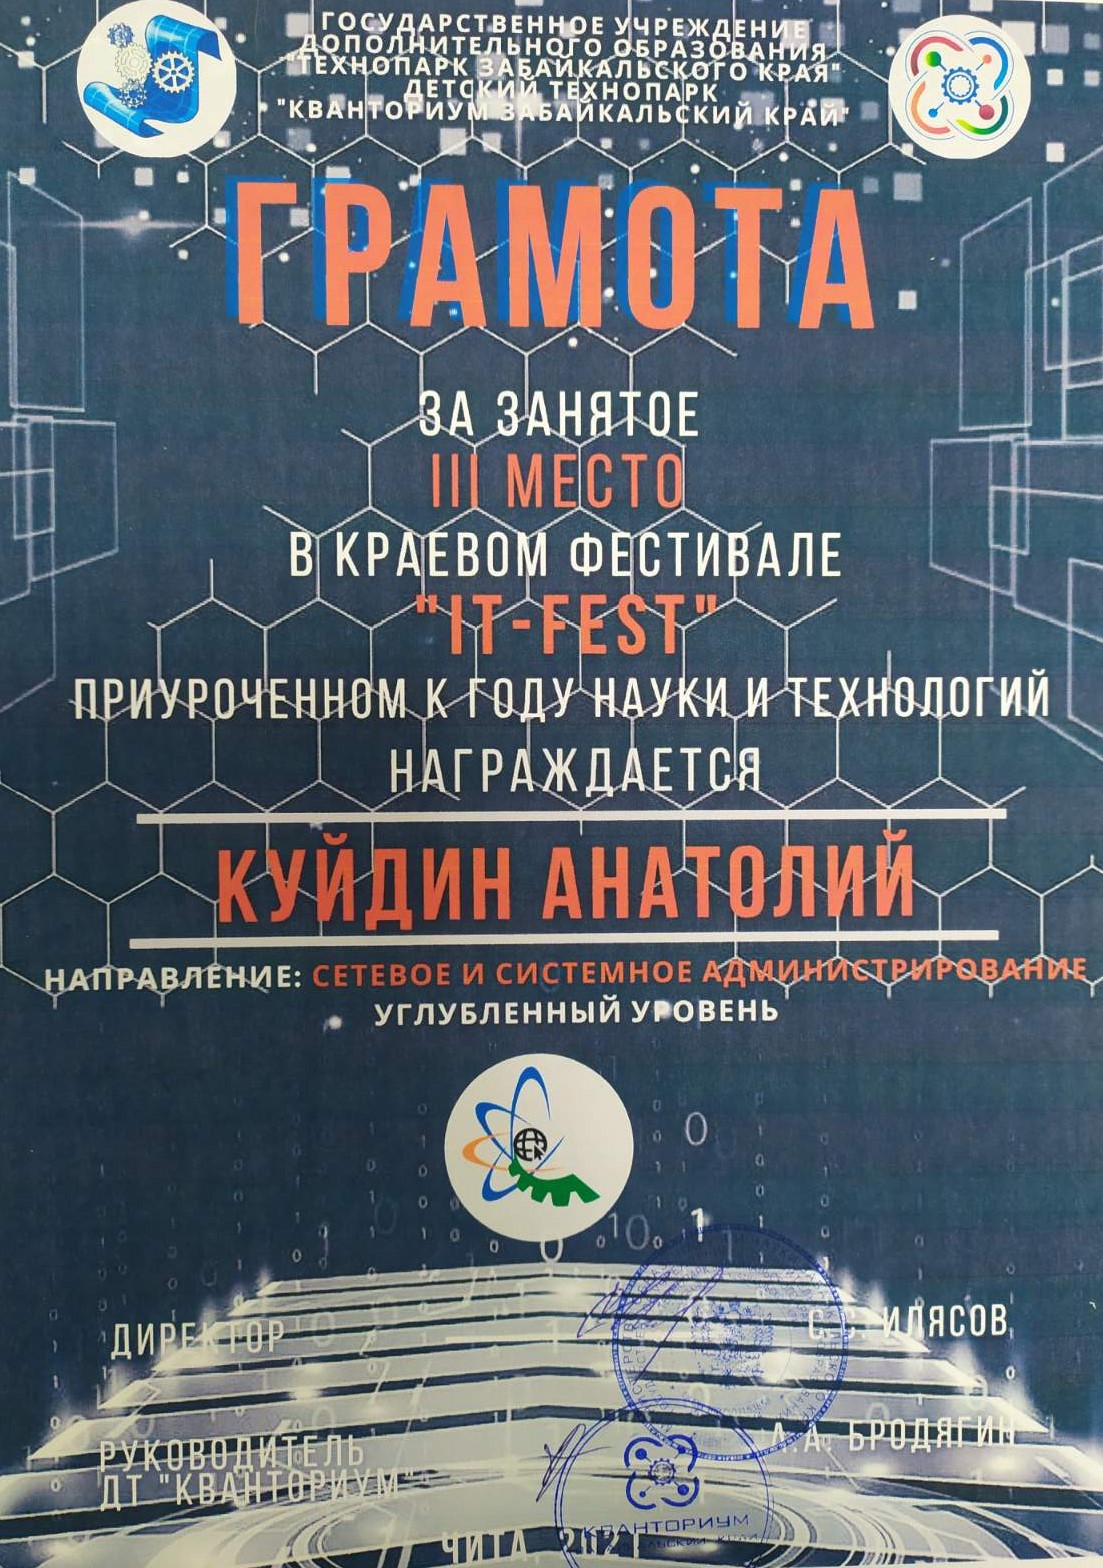 ГОСУДАРСТВЕННОЕ УЧРЕЖДЕНИЕ
ДОПОЛНИТЕЛЬНОГО ОБРАЗОВАНИЯ
"ТЕХНОПАРК ЗАБАЙКАЛЬСКОГО КРАЯ"
ДЕТСКИЙ ТЕХНОПАРК
"КВАНТОРИУМ ЗАБАЙКАЛЬСКИЙ КРАЙ"
ГРАМОТА
ЗА ЗАНЯТОЕ
III МЕСТО
В КРАЕВОМ ФЕСТИВАЛЕ
"IT-FEST"
ПРИУРОЧЕННОМ К ГОДУ НАУКИ И ТЕХНОЛОГИЙ
НАГРАЖДАЕТСЯ
КУЙДИН АНАТОЛИЙ
НАПРАВЛЕНИЕ: СЕТЕВОЕ И СИСТЕМНОЕ АДМИНИСТРИРОВАНИЕ
УГЛУБЛЕННЫЙ УРОВЕНЬ
ДИРЕКТОР ИЛЯСОВ
РУКОВОДИТЕЛЬ
ДТ "КВАНТОРИУМ" А.А. БРОДЯГИН
КВАНТОРИУМ
ЧИТА, 2021